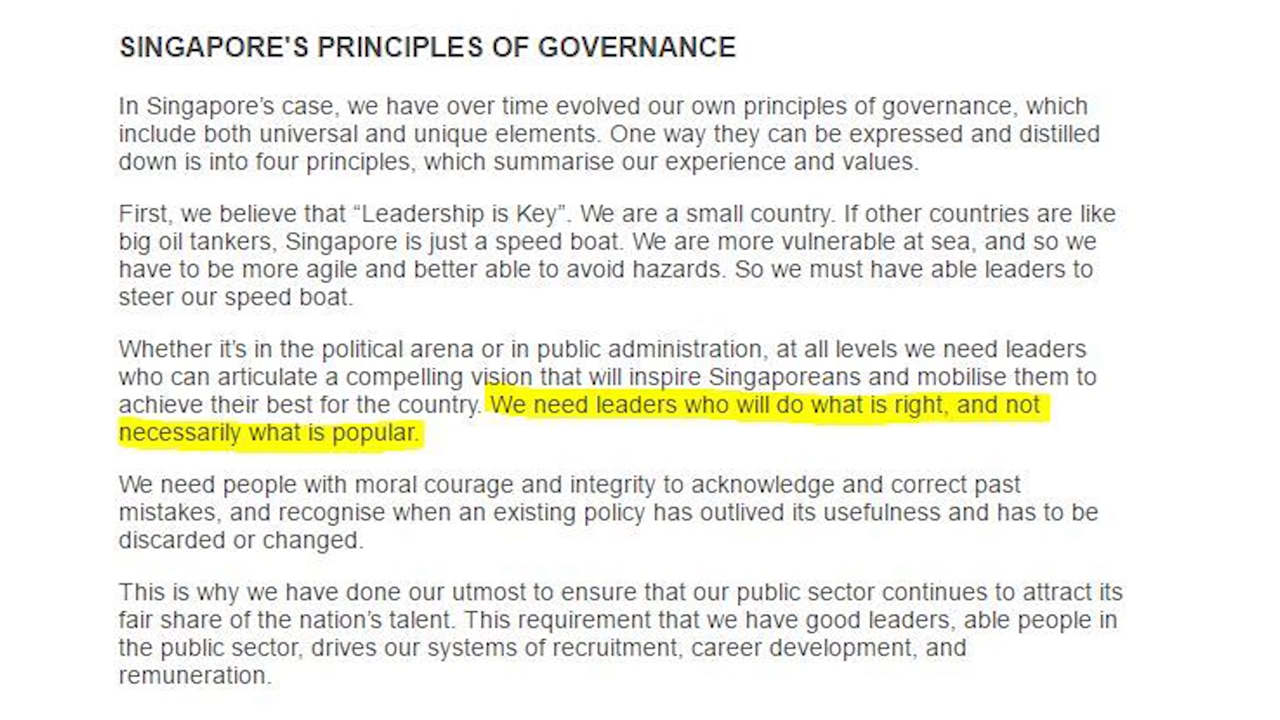 SINGAPORE'S PRINCIPLES OF GOVERNANCE
In Singapore's case, we have over time evolved our own principles of governance, which
include both universal and unique elements. One way they can be expressed and distilled
down is into four principles, which summarise our experience and values.
First, we believe that “Leadership is Key”. We are a small country. If other countries are like
big oil tankers, Singapore is just a speed boat. We are more vulnerable at sea, and so we
have to be more agile and better able to avoid hazards. So we must have able leaders to
steer our speed boat.
Whether it’s in the political arena or in public administration, at all levels we need leaders
who can articulate a compelling vision that will inspire Singaporeans and mobilise them to
achieve their best for the country. We need leaders who will do what is right, and not
necessarily what is popular.
We need people with moral courage and integrity to acknowledge and correct past
mistakes, and recognise when an existing policy has outlived its usefulness and has to be
discarded or changed.
This is why we have done our utmost to ensure that our public sector continues to attract its
fair share of the nation’s talent. This requirement that we have good leaders, able people in
the public sector, drives our systems of recruitment, career development, and
remuneration.